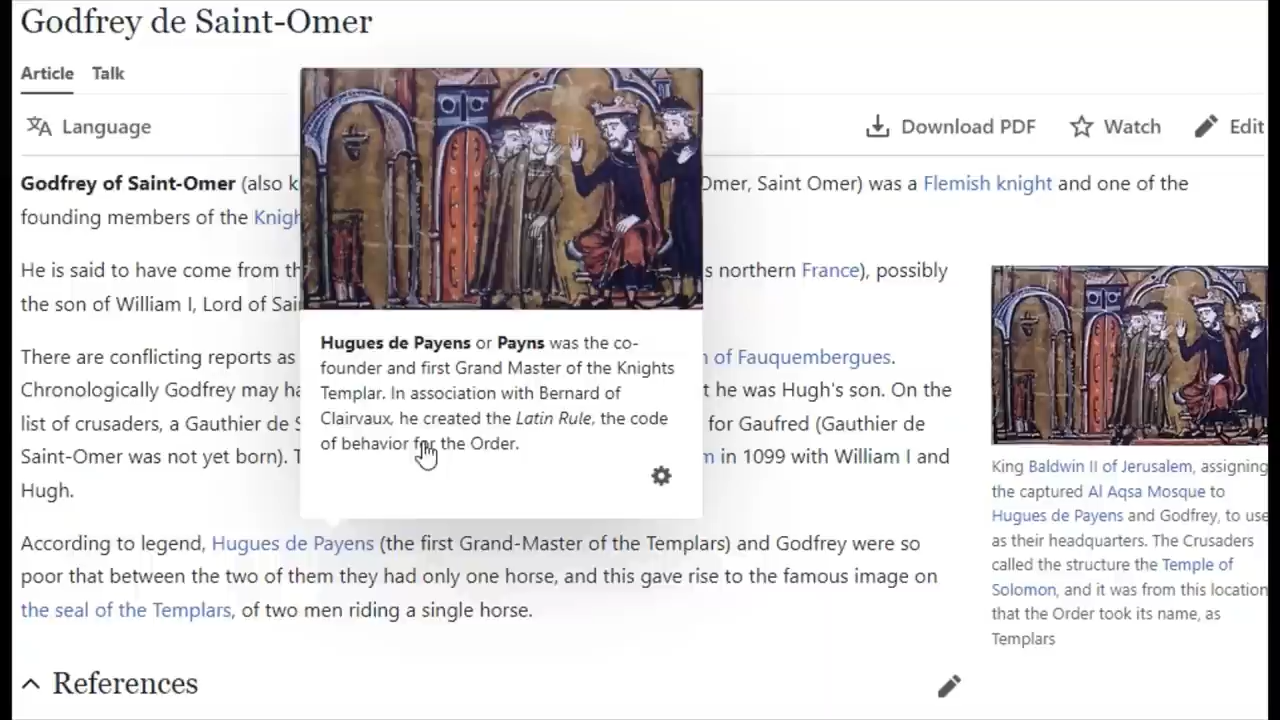 Godfrey de Saint-Omer
Article Talk
Language
Download PDF Watch Edit
Godfrey of Saint-Omer (also k
Omer, Saint Omer) was a Flemish knight and one of the
founding members of the Knigh
He is said to have come from th
s northern France), possibly
the son of William I, Lord of Sai
There are conflicting reports as
n of Fauquembergues.
Chronologically Godfrey may ha
t he was Hugh's son. On the
list of crusaders, a Gauthier de S
for Gaufred (Gauthier de
Saint-Omer was not yet born). T
m in 1099 with William I and
Hugh.
Hugues de Payens or Payns was the co-
founder and first Grand Master of the Knights
Templar. In association with Bernard of
Clairvaux, he created the Latin Rule, the code
of behavior for the Order.
According to legend, Hugues de Payens (the first Grand-Master of the Templars) and Godfrey were so
poor that between the two of them they had only one horse, and this gave rise to the famous image on
the seal of the Templars, of two men riding a single horse.
King Baldwin II of Jerusalem, assigning
the captured Al Aqsa Mosque to
Hugues de Payens and Godfrey, to use
as their headquarters. The Crusaders
called the structure the Temple of
Solomon, and it was from this location
that the Order took its name, as
Templars
References